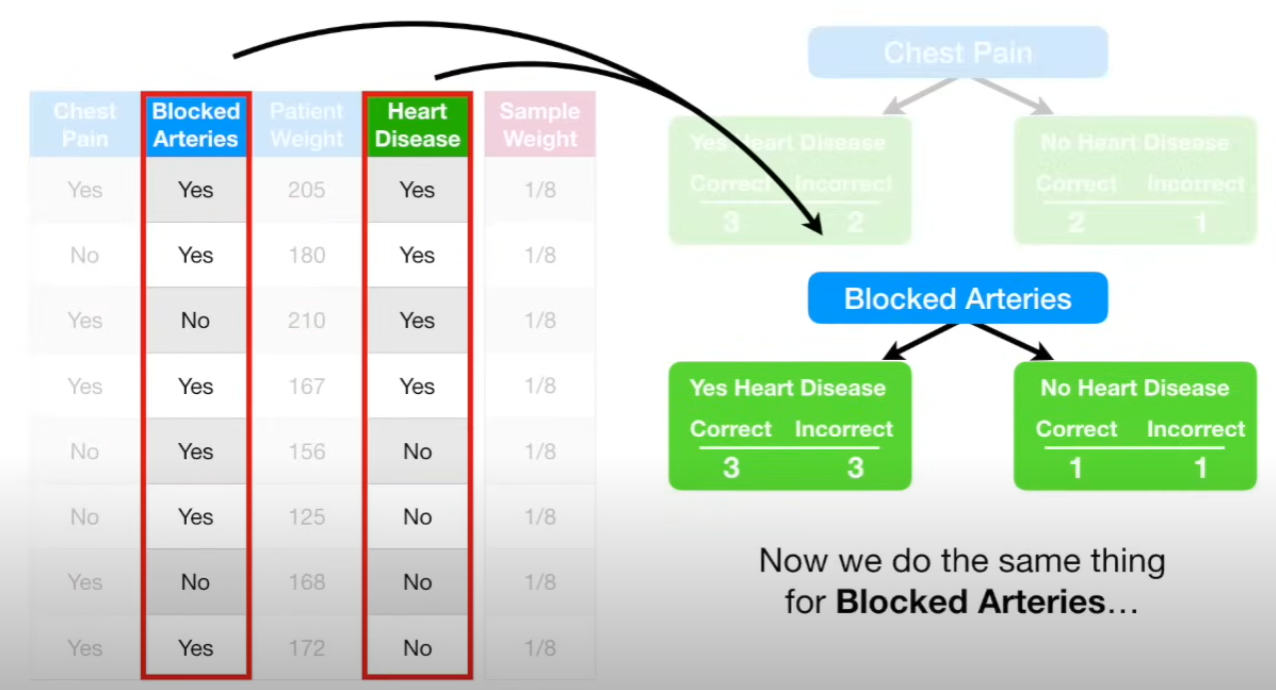 Chest Pain
Chest Blocked Patient Heart Sample
Pain Arteries Weight Disease Weight
Yes Heart Disease No Heart Disease
Correct Incorrect Correct Incorrect
3 2 2 1
Yes Yes 205 Yes 1/8
No Yes 180 Yes 1/8
Blocked Arteries
Yes No 210 Yes 1/8
Yes Yes 167 Yes 1/8
Yes Heart Disease No Heart Disease
Correct Incorrect Correct Incorrect
3 3 1 1
No Yes 156 No 1/8
No Yes 125 No 1/8
Yes No 168 No 1/8
Yes Yes 172 No 1/8
Now we do the same thing
for Blocked Arteries…